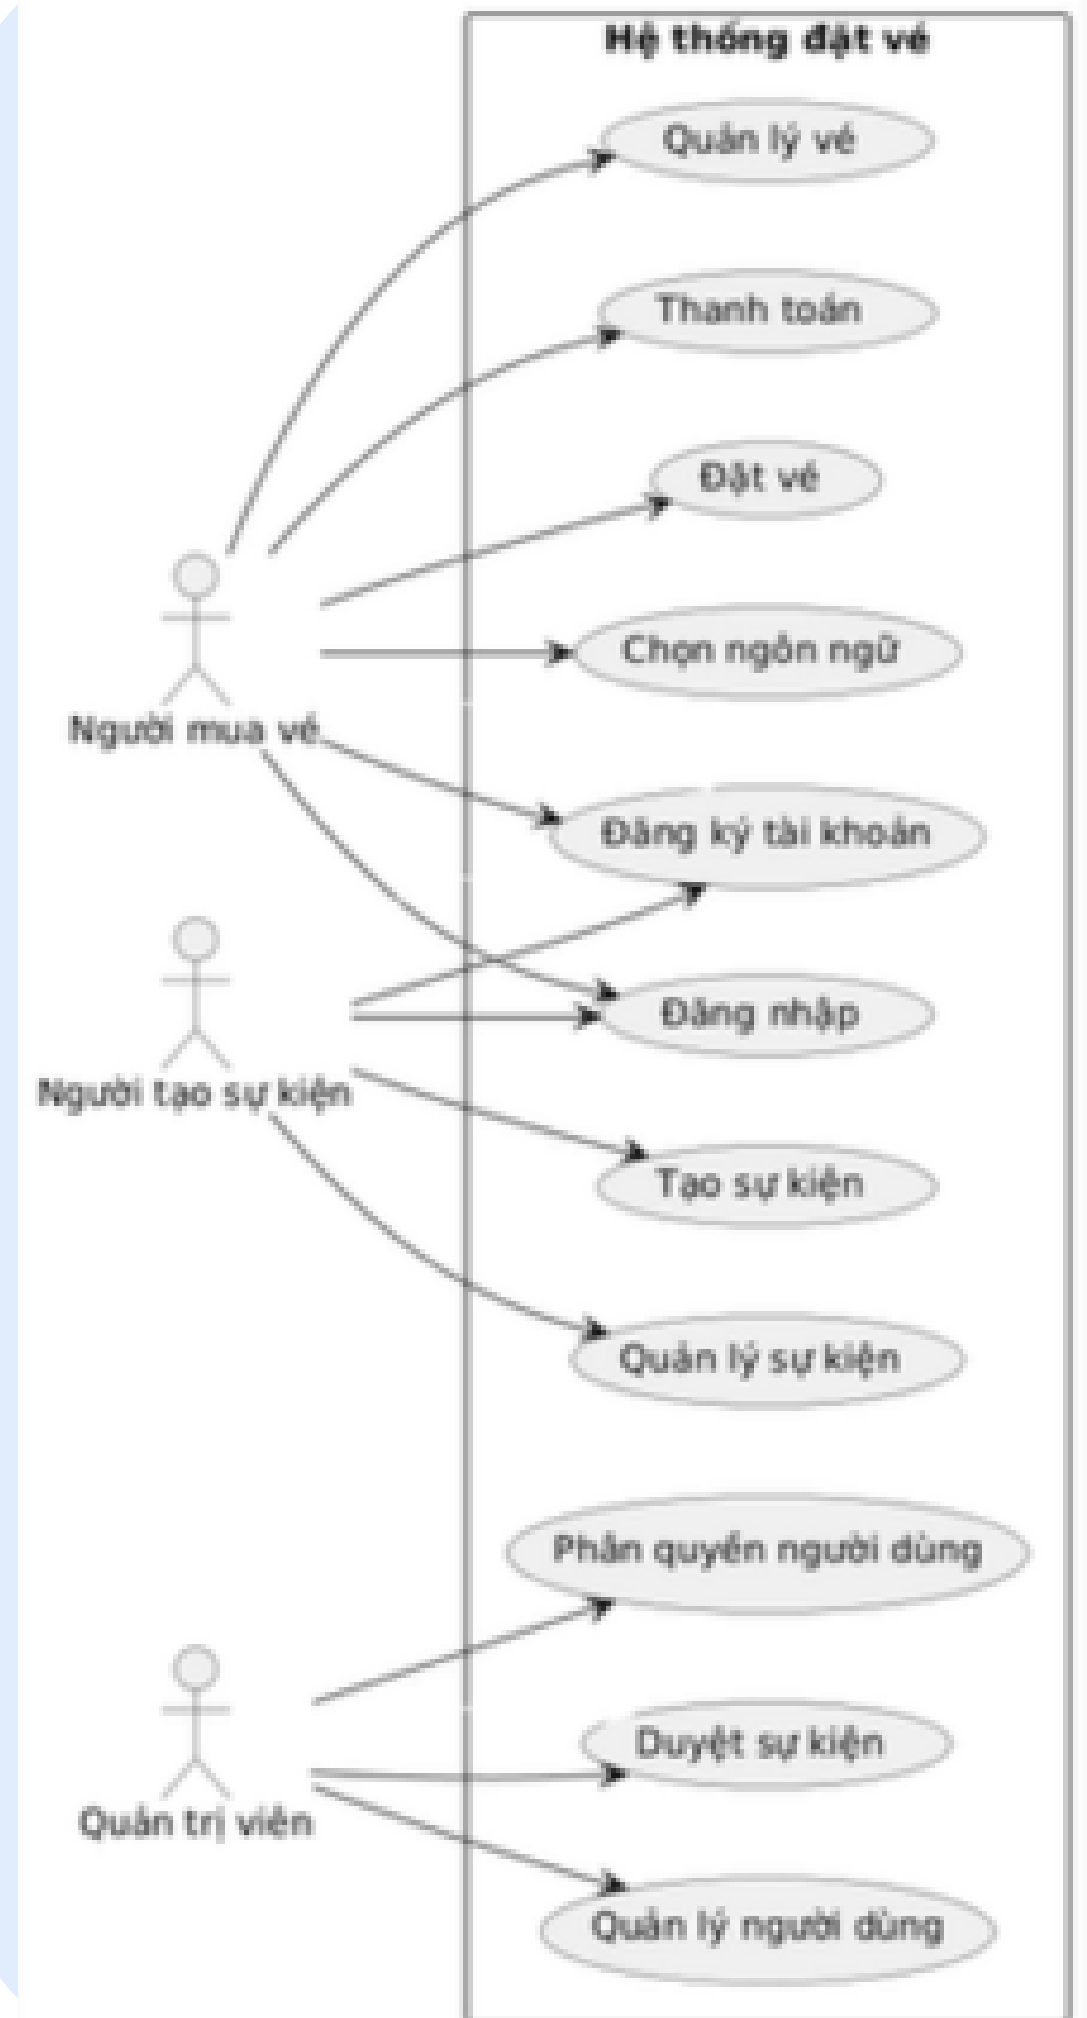 Hệ thống đặt vé
Quản lý vé
Thanh toán
Đặt vé
Chọn ngôn ngữ
Người mua vé
Đăng ký tài khoản
Đăng nhập
Người tạo sự kiện
Tạo sự kiện
Quản lý sự kiện
Phân quyền người dùng
Duyệt sự kiện
Quản trị viên
Quản lý người dùng